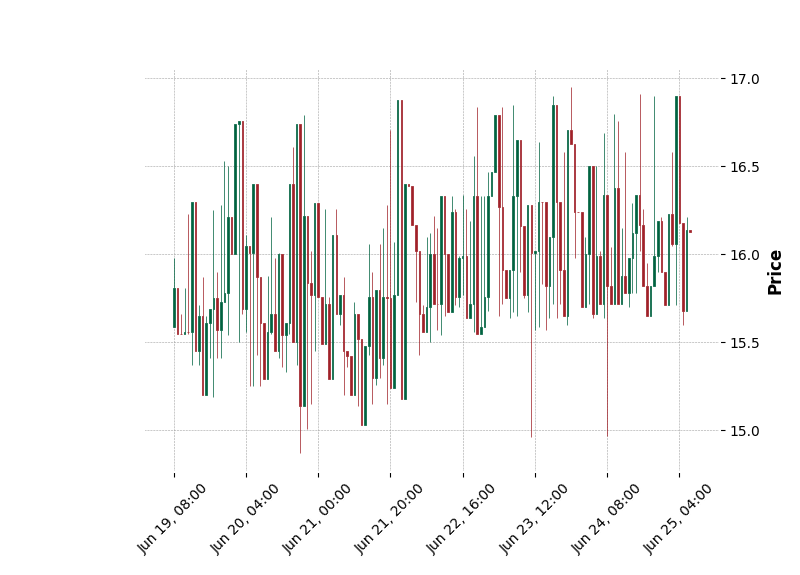 17.0
16.5
16.0
15.5
15.0
Price
Jun 19, 08:00
Jun 20, 04:00
Jun 21, 00:00
Jun 21, 20:00
Jun 22, 16:00
Jun 23, 12:00
Jun 24, 08:00
Jun 25, 04:00